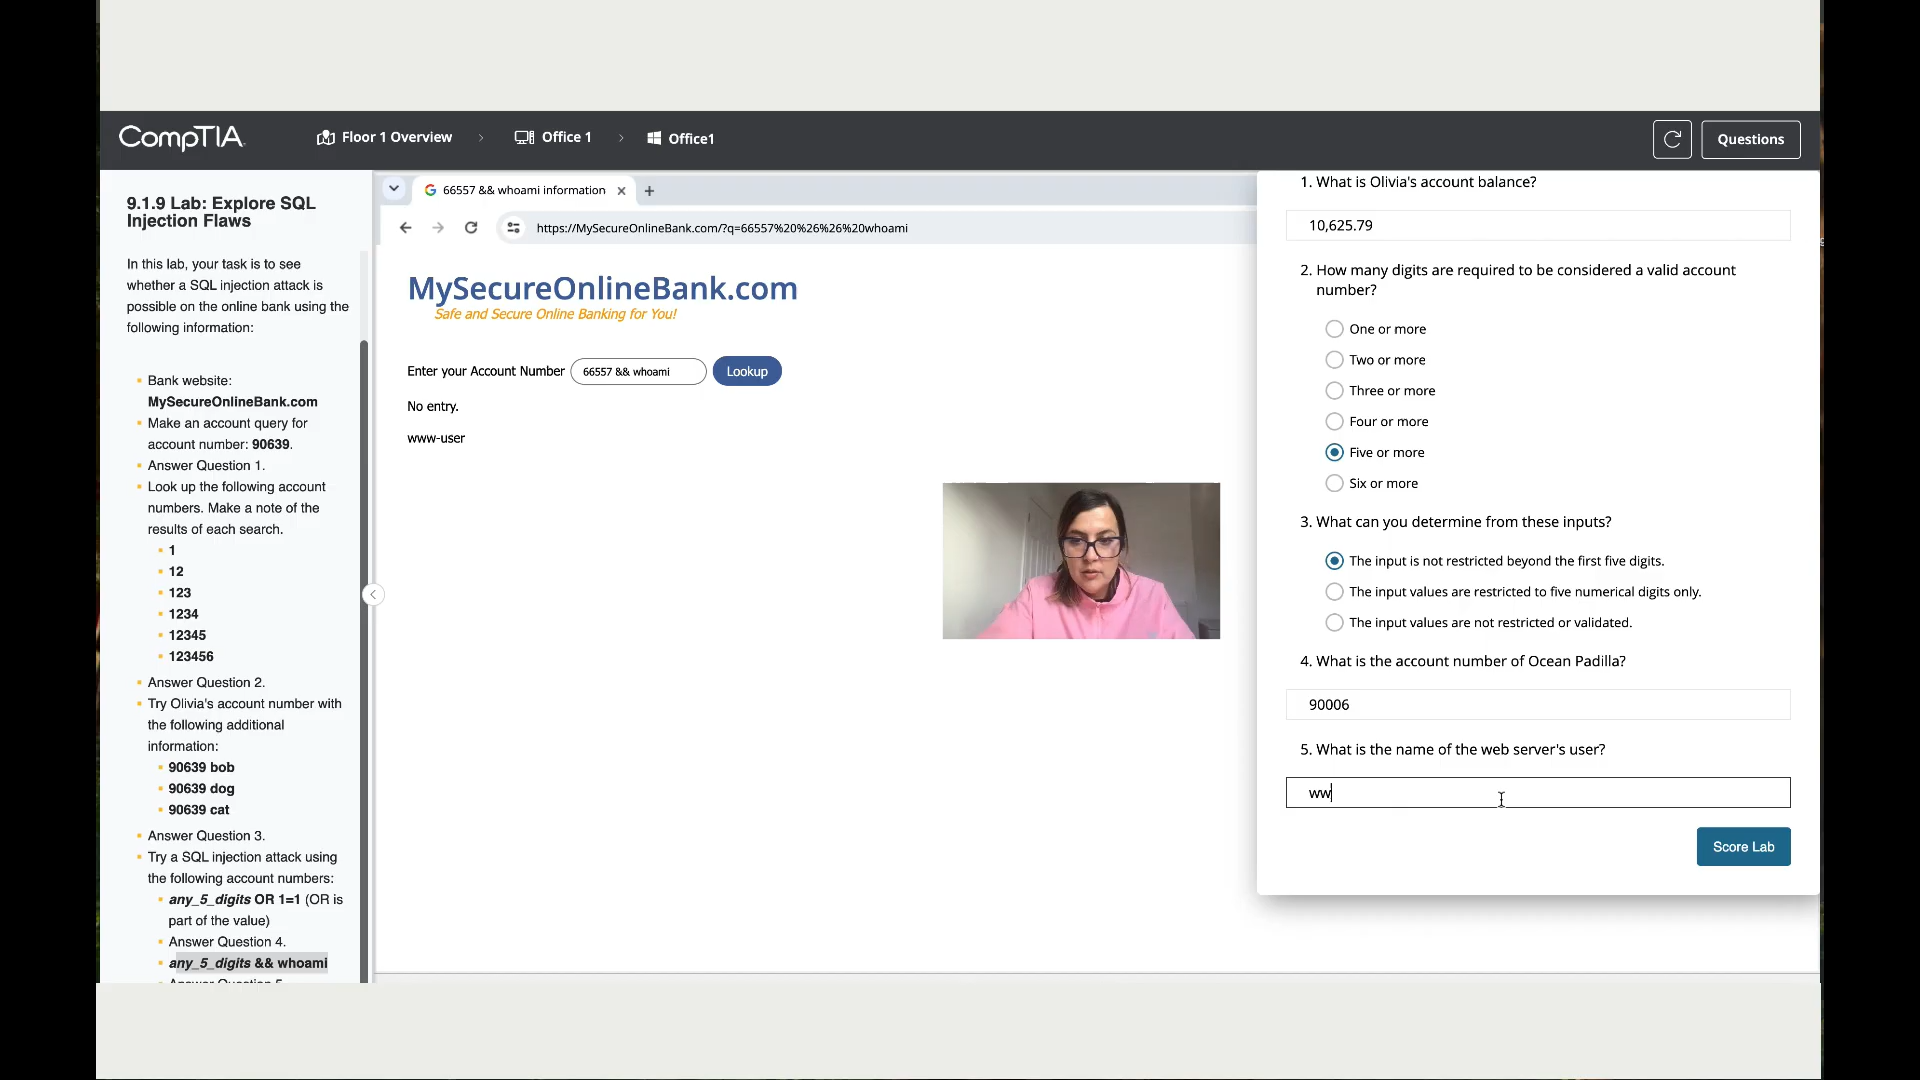 CompTIA.
Floor 1 Overview > Office 1 > Office1
Questions
9.1.9 Lab: Explore SQL
Injection Flaws
In this lab, your task is to see
whether a SQL injection attack is
possible on the online bank using the
following information:
Bank website:
MySecureOnlineBank.com
Make an account query for
account number: 90639.
Answer Question 1.
Look up the following account
numbers. Make a note of the
results of each search.
1
12
123
1234
12345
123456
Answer Question 2.
Try Olivia's account number with
the following additional
information:
90639 bob
90639 dog
90639 cat
Answer Question 3.
Try a SQL injection attack using
the following account numbers:
any_5_digits OR 1=1 (OR is
part of the value)
Answer Question 4.
any_5_digits && whoami
Answer Question 5.
66557 && whoami information
https://MySecureOnlineBank.com/?q=66557%20%26%26%20whoami
MySecureOnlineBank.com
Safe and Secure Online Banking for You!
Enter your Account Number 66557 && whoami Lookup
No entry.
www-user
1. What is Olivia's account balance?
10,625.79
2. How many digits are required to be considered a valid account
number?
One or more
Two or more
Three or more
Four or more
Five or more
Six or more
3. What can you determine from these inputs?
The input is not restricted beyond the first five digits.
The input values are restricted to five numerical digits only.
The input values are not restricted or validated.
4. What is the account number of Ocean Padilla?
90006
5. What is the name of the web server's user?
ww
Score Lab